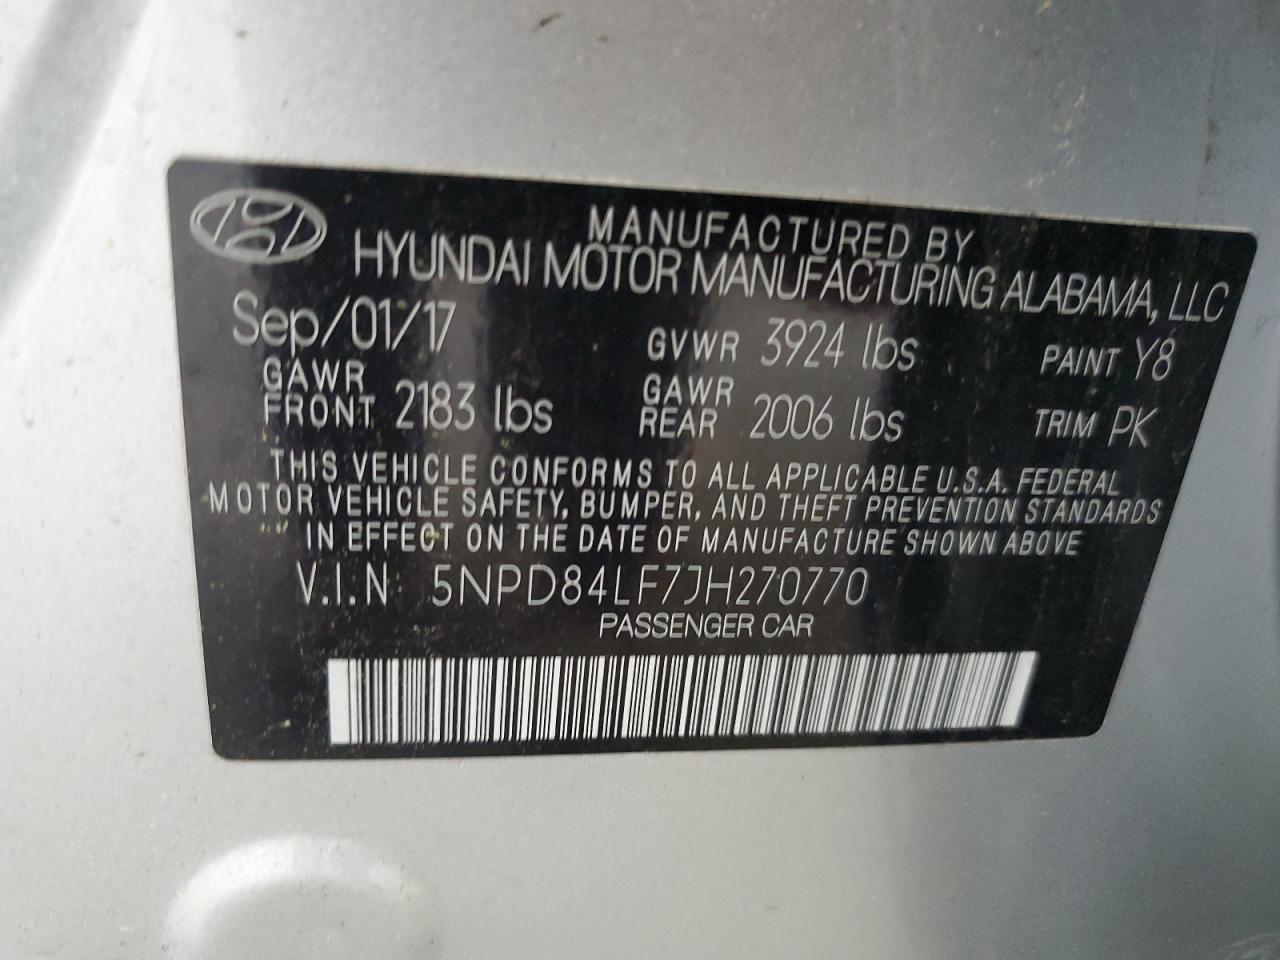 MANUFACTURED BY
HYUNDAI MOTOR MANUFACTURING ALABAMA, LLC
Sep/01/17 GVWR 3924 lbs PAINT Y8
GAWR FRONT 2183 lbs GAWR REAR 2006 lbs TRIM PK
THIS VEHICLE CONFORMS TO ALL APPLICABLE U.S.A. FEDERAL
MOTOR VEHICLE SAFETY, BUMPER, AND THEFT PREVENTION STANDARDS
IN EFFECT ON THE DATE OF MANUFACTURE SHOWN ABOVE
V.I.N 5NPD84LF7JH270770
PASSENGER CAR